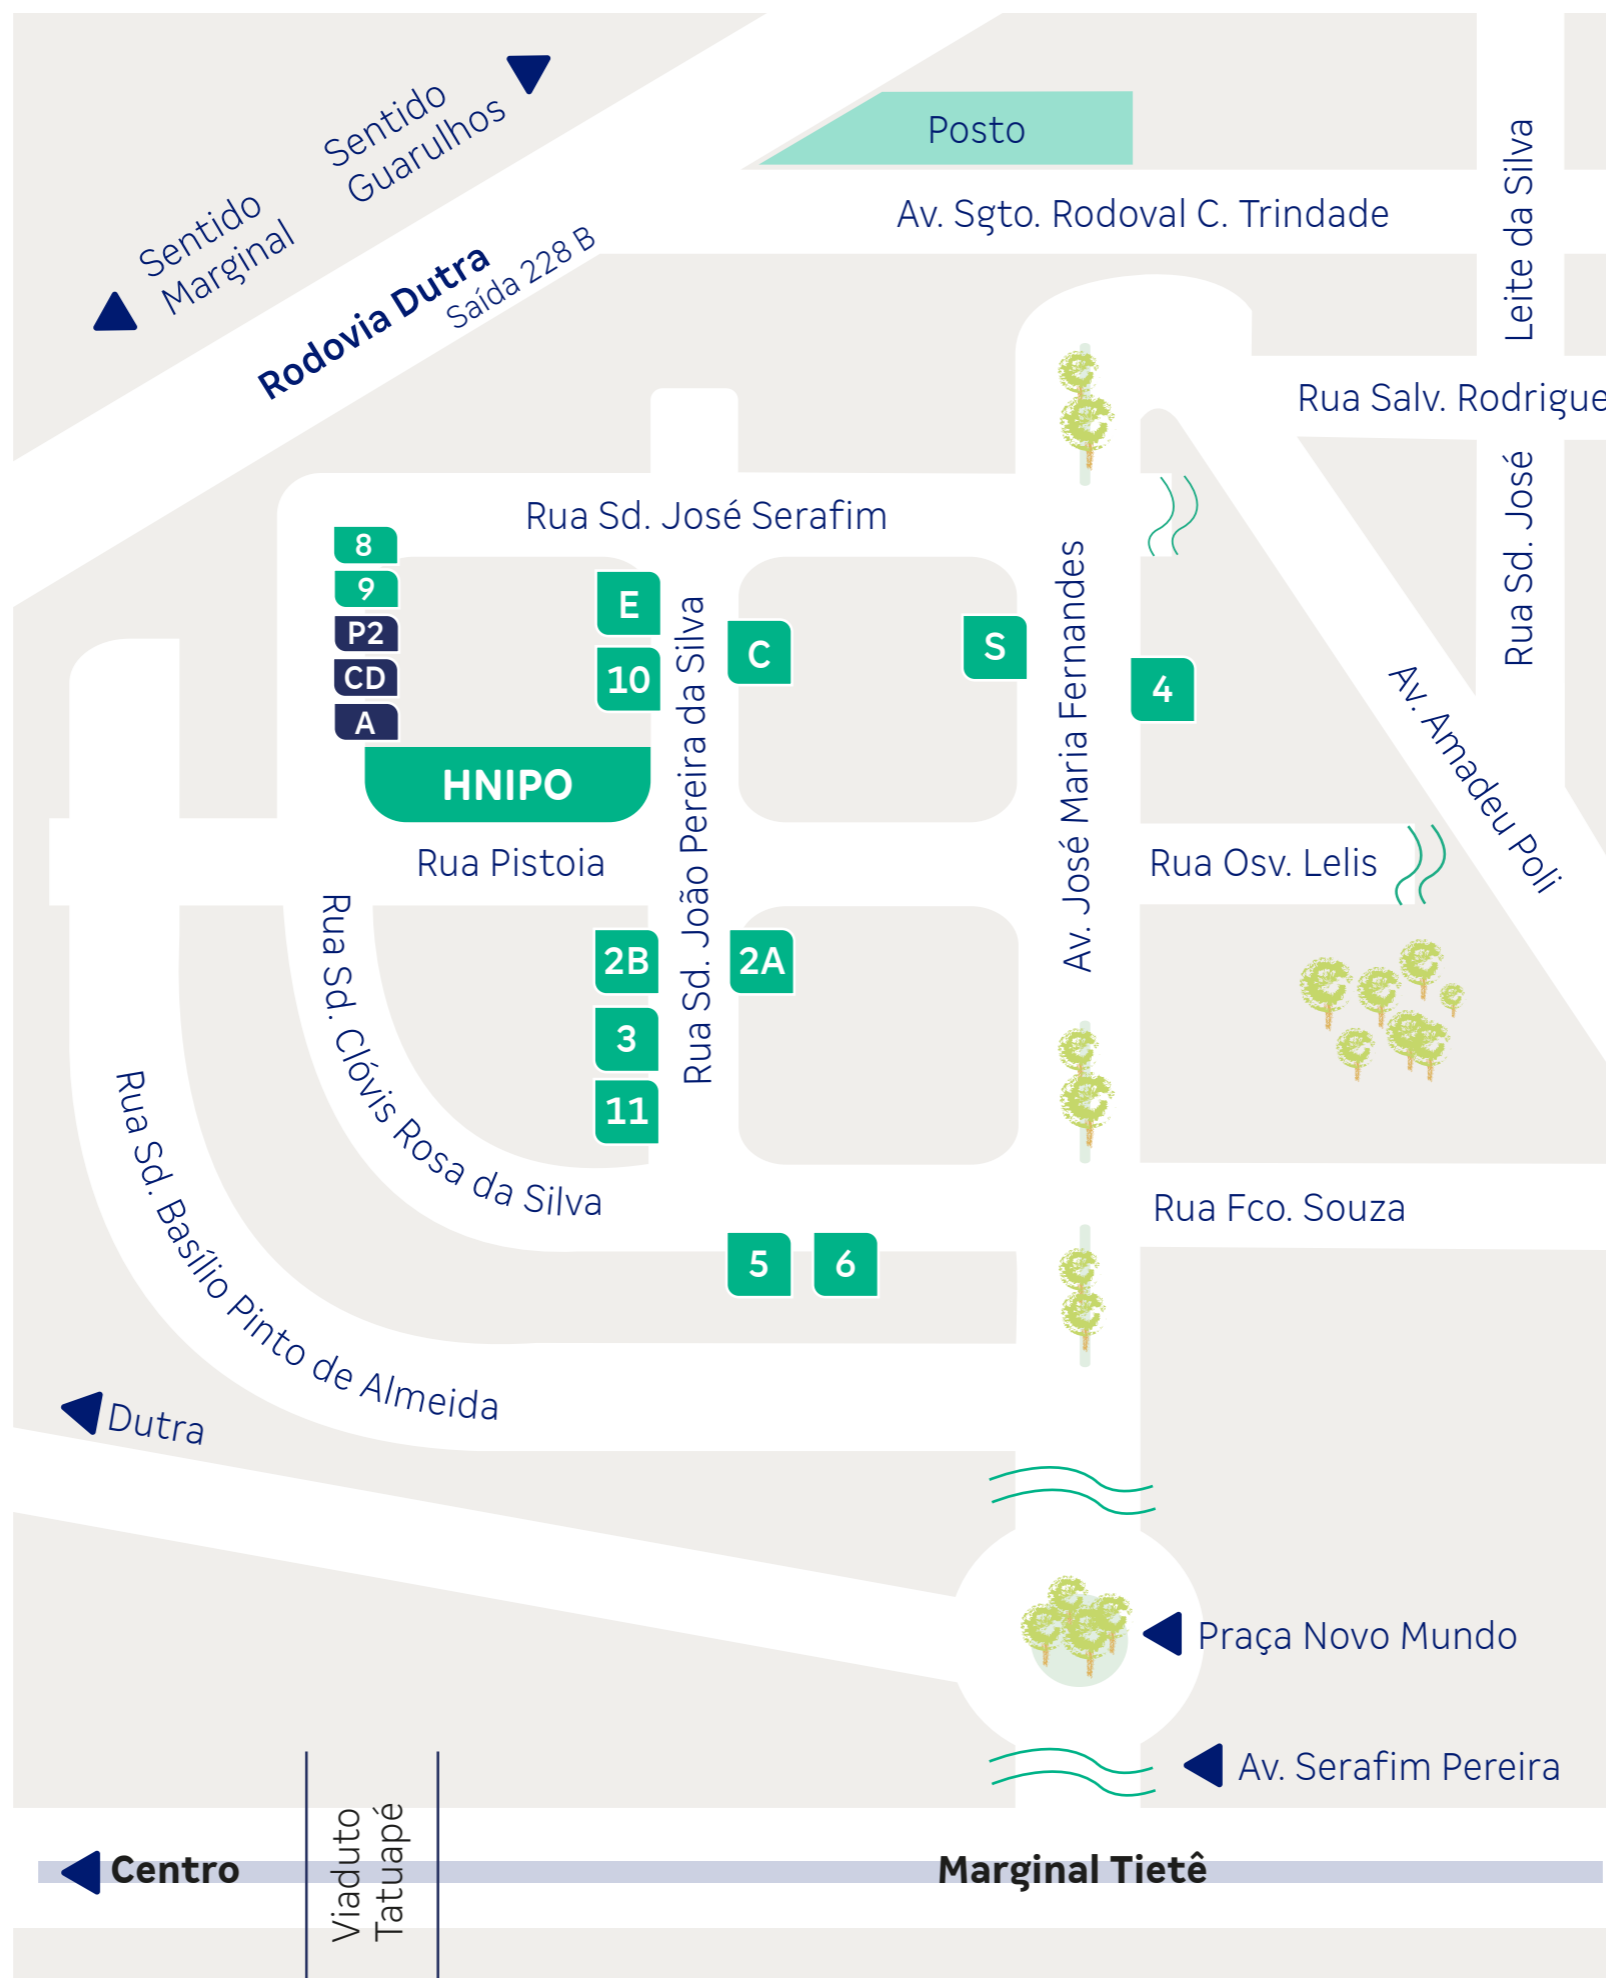 Sentido
Guarulhos
Sentido
Marginal
Rodovia Dutra
Saída 228 B
Posto
Av. Sgto. Rodoval C. Trindade
Rua Sd. José Leite da Silva
Rua Salv. Rodrigue
Rua Sd. José Serafim
8
9
P2
CD
A
E
10
HNIPO
C
S
4
Rua Sd. João Pereira da Silva
Av. José Maria Fernandes
Av. Amadeu Poli
Rua Pistoia
Rua Osv. Lelis
2B
2A
3
11
Rua Sd. Clóvis Rosa da Silva
Rua Sd. Basílio Pinto de Almeida
Rua Fco. Souza
5
6
Dutra
Praça Novo Mundo
Av. Serafim Pereira
Viaduto
Tatuapé
Centro
Marginal Tietê